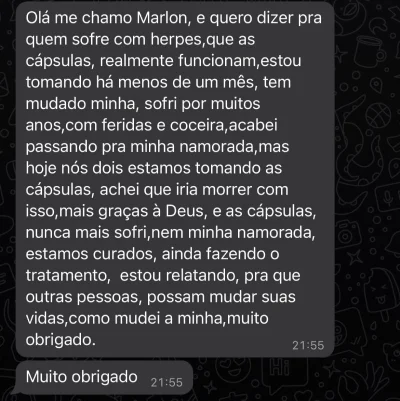 Olá me chamo Marlon, e quero dizer pra
quem sofre com herpes,que as
cápsulas, realmente funcionam,estou
tomando há menos de um mês, tem
mudado minha, sofri por muitos
anos,com feridas e coceira,acabei
passando pra minha namorada,mas
hoje nós dois estamos tomando as
cápsulas, achei que iria morrer com
isso,mais graças à Deus, e as cápsulas,
nunca mais sofri,nem minha namorada,
estamos curados, ainda fazendo o
tratamento,  estou relatando, pra que
outras pessoas, possam mudar suas
vidas,como mudei a minha,muito
obrigado.
21:55
Muito obrigado 21:55